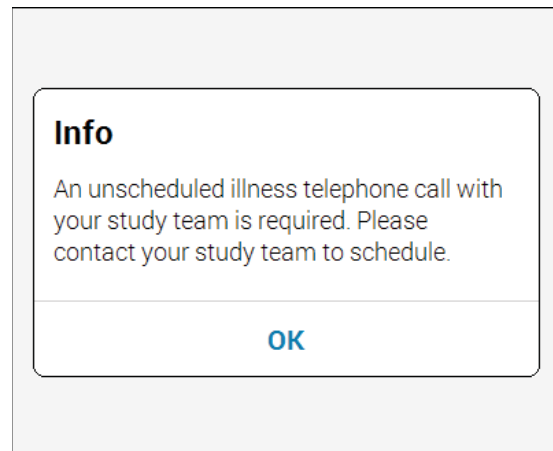 Info
An unscheduled illness telephone call with
your study team is required. Please
contact your study team to schedule.
OK